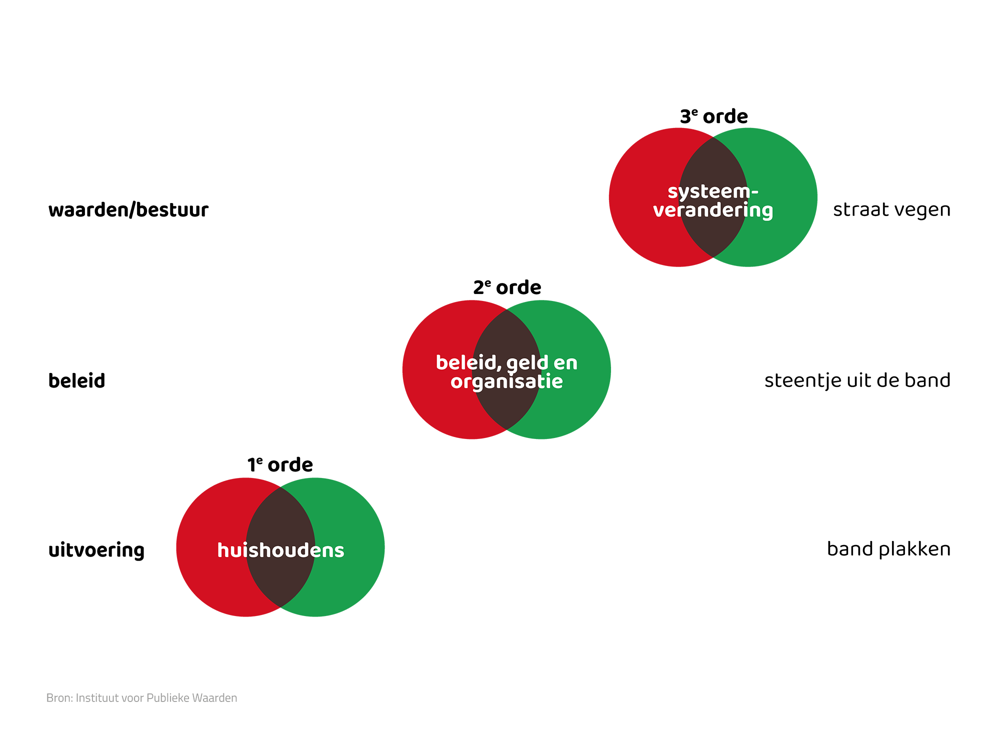 3e orde
systeem-
verandering
waarden/bestuur
straat vegen
2e orde
beleid, geld en
organisatie
beleid
steentje uit de band
1e orde
huishoudens
uitvoering
band plakken
Bron: Instituut voor Publieke Waarden